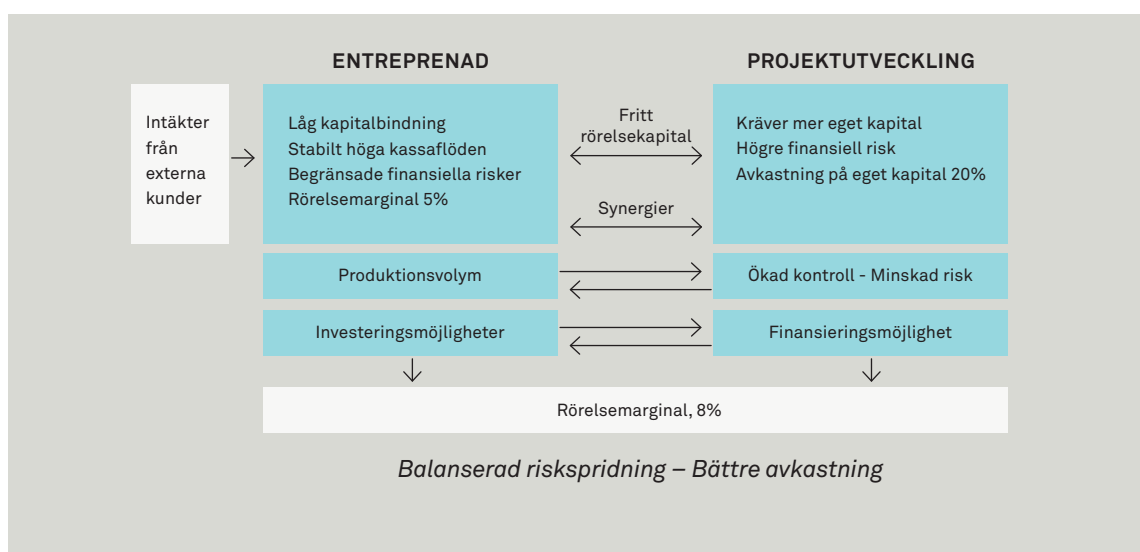 ENTREPRENAD
PROJEKTUTVECKLING
Intäkter
från
externa
kunder
Låg kapitalbindning
Stabilt höga kassaflöden
Begränsade finansiella risker
Rörelsemarginal 5%
Fritt
rörelsekapital
Synergier
Kräver mer eget kapital
Högre finansiell risk
Avkastning på eget kapital 20%
Produktionsvolym
Ökad kontroll - Minskad risk
Investeringsmöjligheter
Finansieringsmöjlighet
Rörelsemarginal, 8%
Balanserad riskspridning – Bättre avkastning